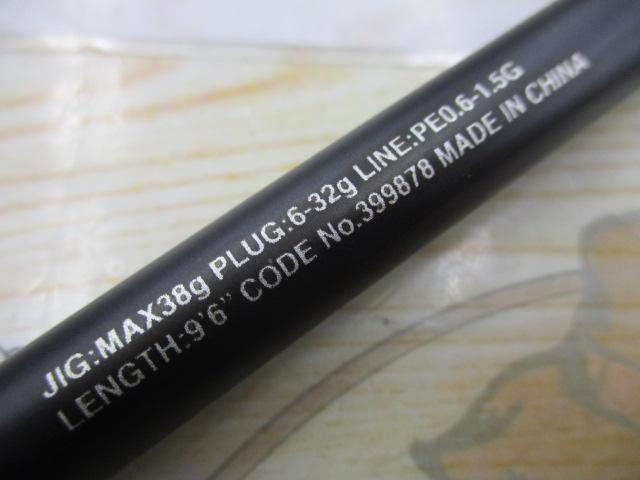 JIG:MAX38g PLUG:6-32g LINE:PE0.6-1.5G
LENGTH:9'6" CODE No.399878 MADE IN CHINA